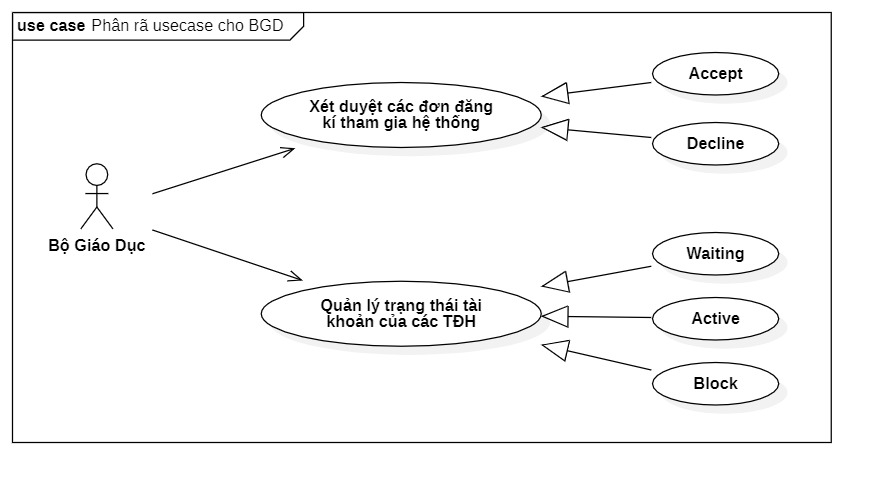 use case Phân rã usecase cho BGD
Accept
Xét duyệt các đơn đăng
kí tham gia hệ thống
Decline
Bộ Giáo Dục
Waiting
Quản lý trạng thái tài
khoản của các TĐH
Active
Block